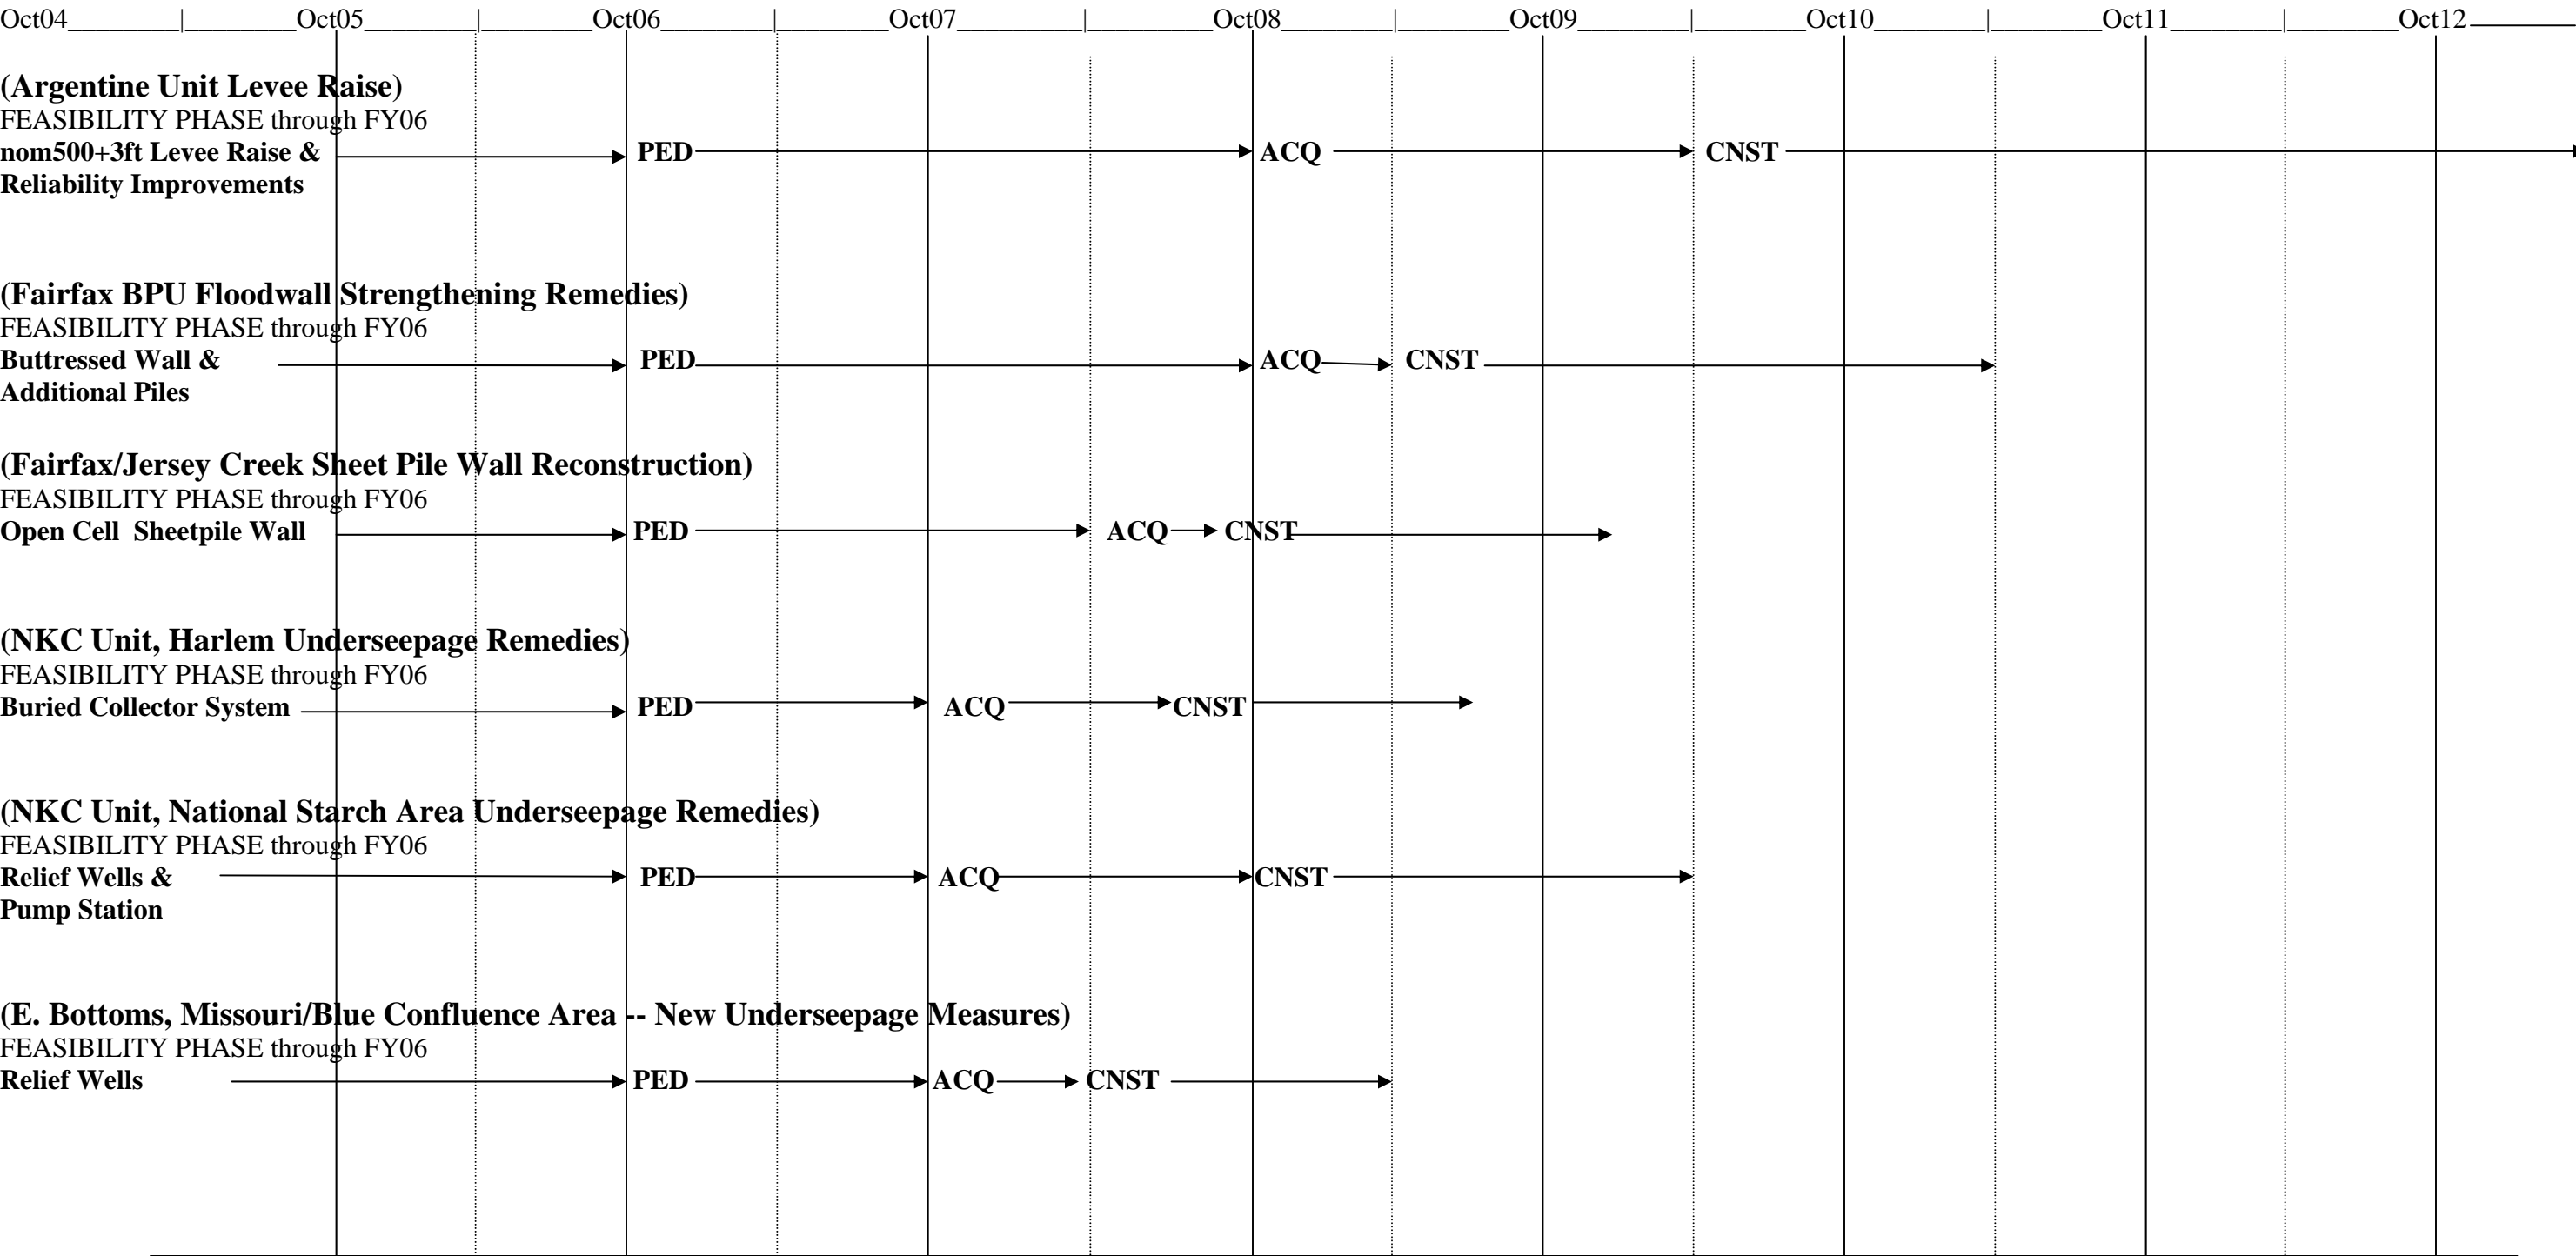 Oct04 Oct05 Oct06 Oct07 Oct08 Oct09 Oct10 Oct11 Oct12
(Argentine Unit Levee Raise)
FEASIBILITY PHASE through FY06
nom500+3ft Levee Raise & PED ACQ CNST
Reliability Improvements
(Fairfax BPU Floodwall Strengthening Remedies)
FEASIBILITY PHASE through FY06
Buttressed Wall & PED ACQ CNST
Additional Piles
(Fairfax/Jersey Creek Sheet Pile Wall Reconstruction)
FEASIBILITY PHASE through FY06
Open Cell Sheetpile Wall PED ACQ CNST
(NKC Unit, Harlem Underseepage Remedies)
FEASIBILITY PHASE through FY06
Buried Collector System PED ACQ CNST
(NKC Unit, National Starch Area Underseepage Remedies)
FEASIBILITY PHASE through FY06
Relief Wells & PED ACQ CNST
Pump Station
(E. Bottoms, Missouri/Blue Confluence Area -- New Underseepage Measures)
FEASIBILITY PHASE through FY06
Relief Wells PED ACQ CNST